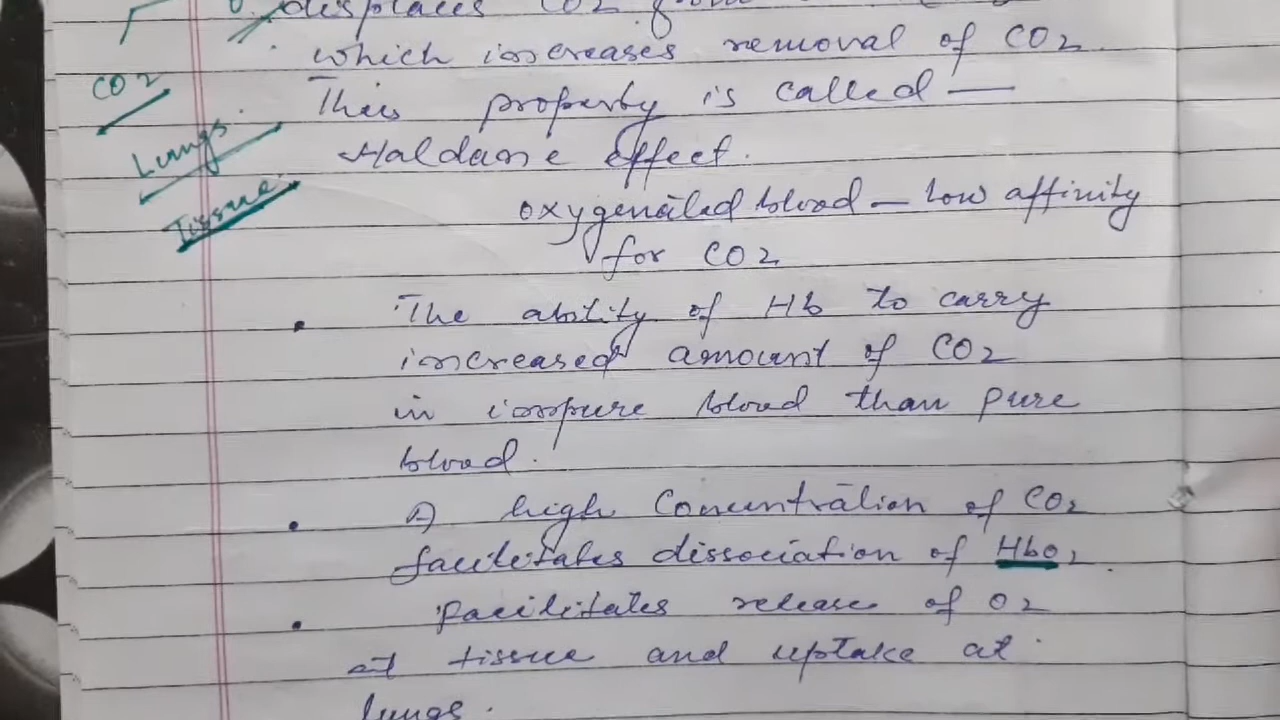 displaces CO2
which increases removal of CO2
This property is called —
Haldane effect.
oxygenated blood — low affinity
for CO2
• The ability of Hb to carry
increased amount of CO2
in impure blood than pure
blood.
• A high Concentration of CO2
facilitates dissociation of HbO2.
• facilitates release of O2
at tissue and uptake at
lungs.
CO2
Lungs.
Tissue.